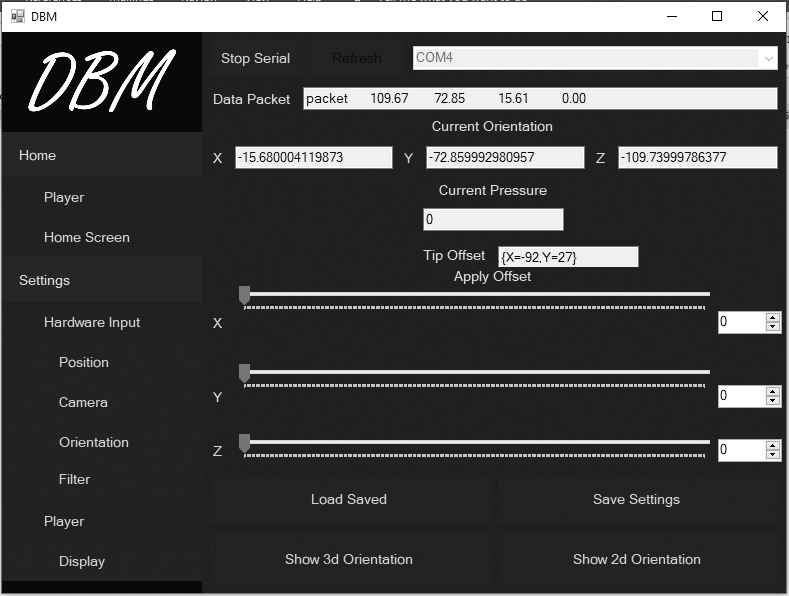 DBM
DBM
Stop Serial Refresh COM4
Data Packet packet 109.67 72.85 15.61 0.00
Current Orientation
X -15.680004119873 Y -72.859992980957 Z -109.73999786377
Current Pressure
0
Tip Offset {X=-92,Y=27}
Apply Offset
X 0
Y 0
Z 0
Load Saved Save Settings
Show 3d Orientation Show 2d Orientation
Home
Player
Home Screen
Settings
Hardware Input
Position
Camera
Orientation
Filter
Player
Display